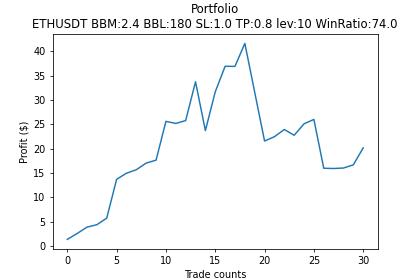 Portfolio
ETHUSDT BBM:2.4 BBL:180 SL:1.0 TP:0.8 lev:10 WinRatio:74.0
40
35
30
25
20
15
10
5
0
Profit ($)
0 5 10 15 20 25 30
Trade counts